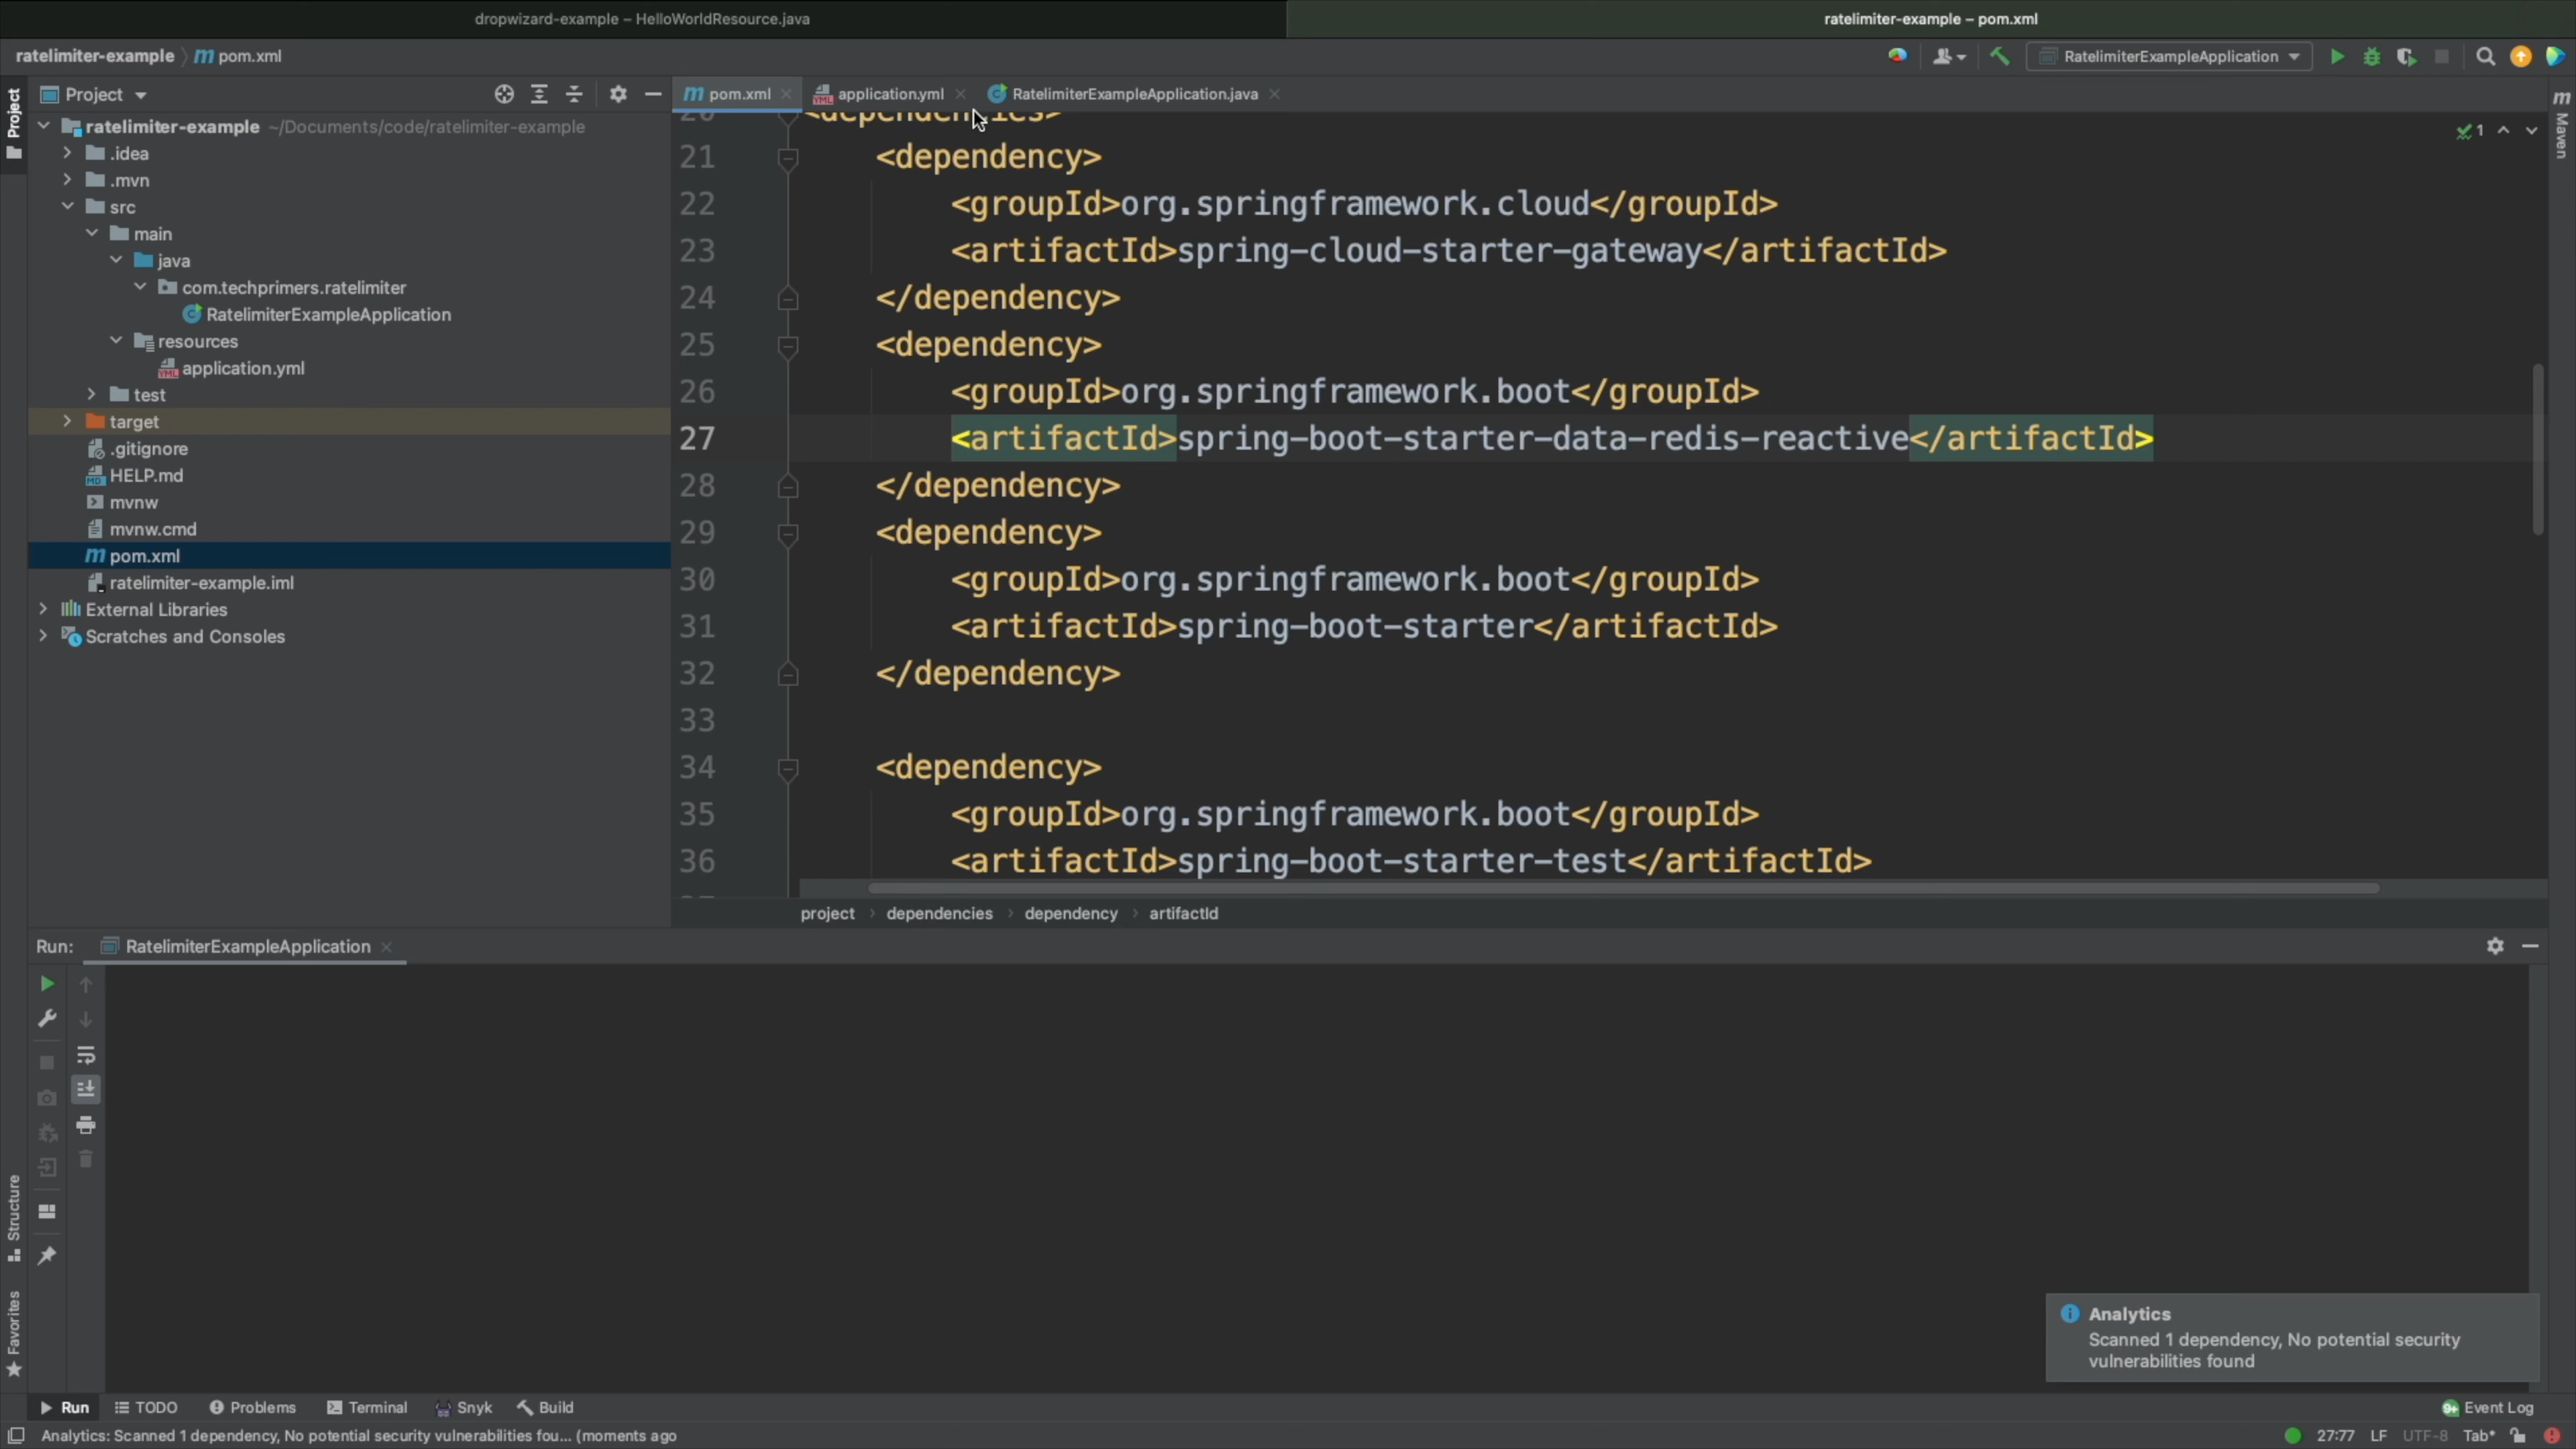 dropwizard-example – HelloWorldResource.java
ratelimiter-example – pom.xml
ratelimiter-example
pom.xml
RatelimiterExampleApplication
Project
Project
ratelimiter-example ~/Documents/code/ratelimiter-example
.idea
.mvn
src
main
java
com.techprimers.ratelimiter
RatelimiterExampleApplication
resources
application.yml
test
target
.gitignore
HELP.md
mvnw
mvnw.cmd
pom.xml
ratelimiter-example.iml
External Libraries
Scratches and Consoles
pom.xml
application.yml
RatelimiterExampleApplication.java
Maven
1
20 <dependencies>
21 <dependency>
22 <groupId>org.springframework.cloud</groupId>
23 <artifactId>spring-cloud-starter-gateway</artifactId>
24 </dependency>
25 <dependency>
26 <groupId>org.springframework.boot</groupId>
27 <artifactId>spring-boot-starter-data-redis-reactive</artifactId>
28 </dependency>
29 <dependency>
30 <groupId>org.springframework.boot</groupId>
31 <artifactId>spring-boot-starter</artifactId>
32 </dependency>
33
34 <dependency>
35 <groupId>org.springframework.boot</groupId>
36 <artifactId>spring-boot-starter-test</artifactId>
project
dependencies
dependency
artifactId
Run:
RatelimiterExampleApplication
Structure
Favorites
Analytics
Scanned 1 dependency, No potential security
vulnerabilities found
Run
TODO
Problems
Terminal
Snyk
Build
9+
Event Log
Analytics: Scanned 1 dependency, No potential security vulnerabilities fou... (moments ago
27:77
LF
UTF-8
Tab*